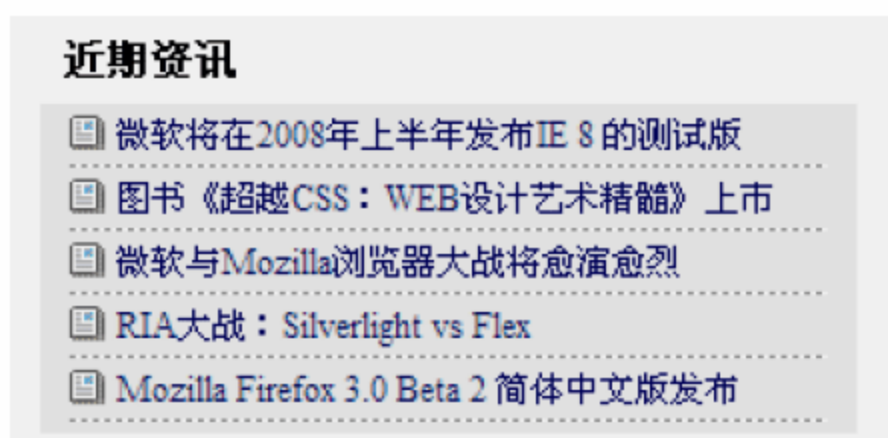 近期资讯
微软将在2008年上半年发布IE 8 的测试版
图书《超越CSS：WEB设计艺术精髓》上市
微软与Mozilla浏览器大战将愈演愈烈
RIA大战：Silverlight vs Flex
Mozilla Firefox 3.0 Beta 2 简体中文版发布